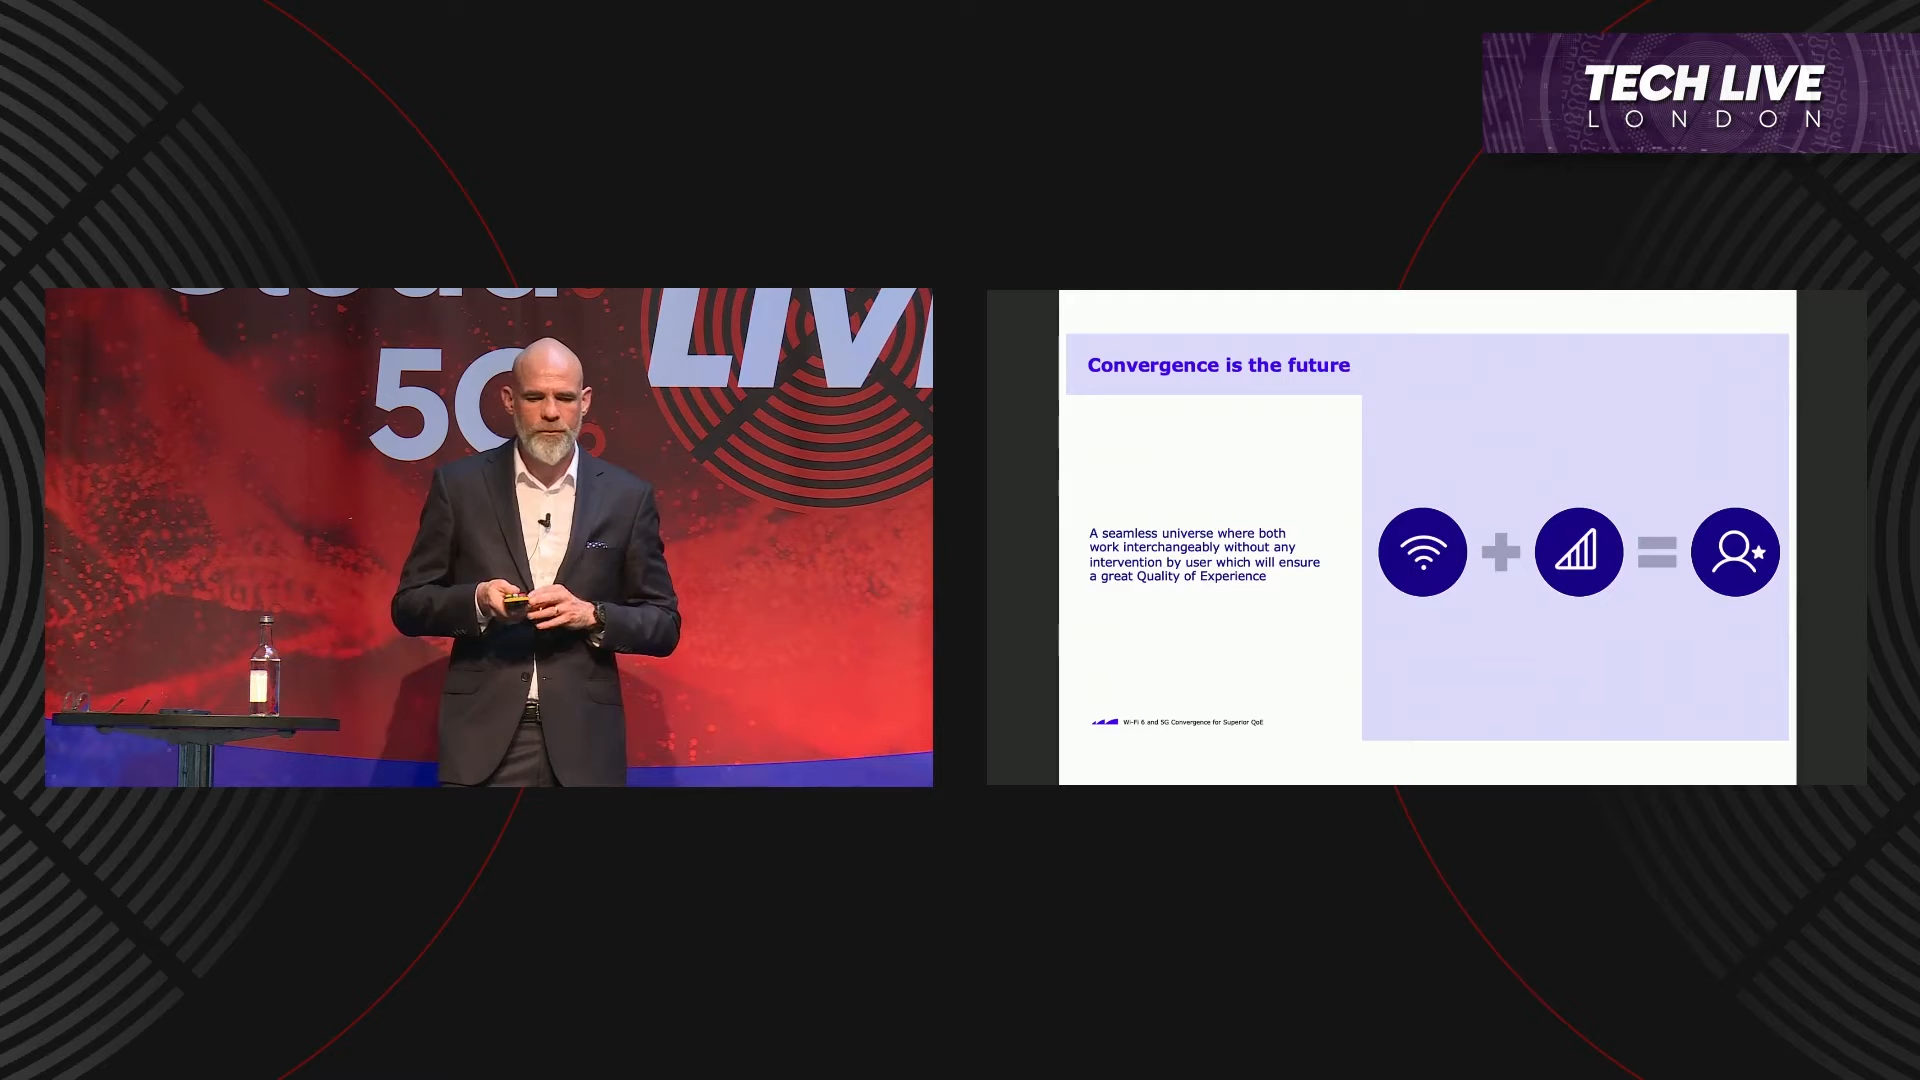 TECH LIVE
LONDON
5G
LIV
Convergence is the future
A seamless universe where both
work interchangeably without any
intervention by user which will ensure
a great Quality of Experience
Wi-Fi 6 and 5G Convergence for Superior QoE